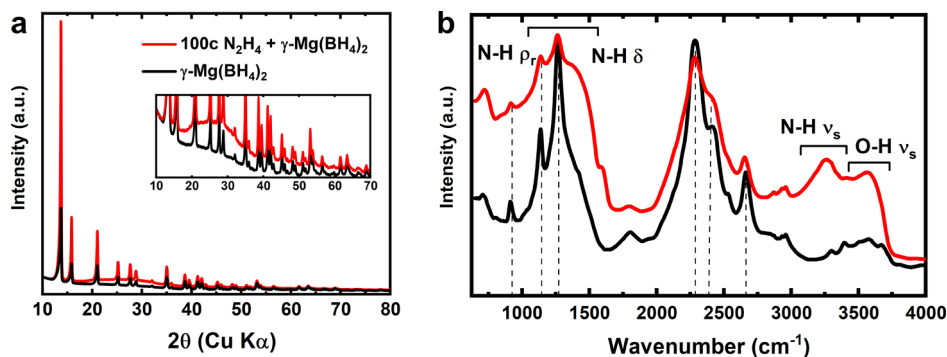 a
Intensity (a.u.)
100c N₂H₄ + γ-Mg(BH₄)₂
γ-Mg(BH₄)₂
10 20 30 40 50 60 70
10 20 30 40 50 60 70 80
2θ (Cu Kα)
b
Intensity (a.u.)
N-H ρᵣ
N-H δ
N-H νₛ
O-H νₛ
1000 1500 2000 2500 3000 3500 4000
Wavenumber (cm⁻¹)